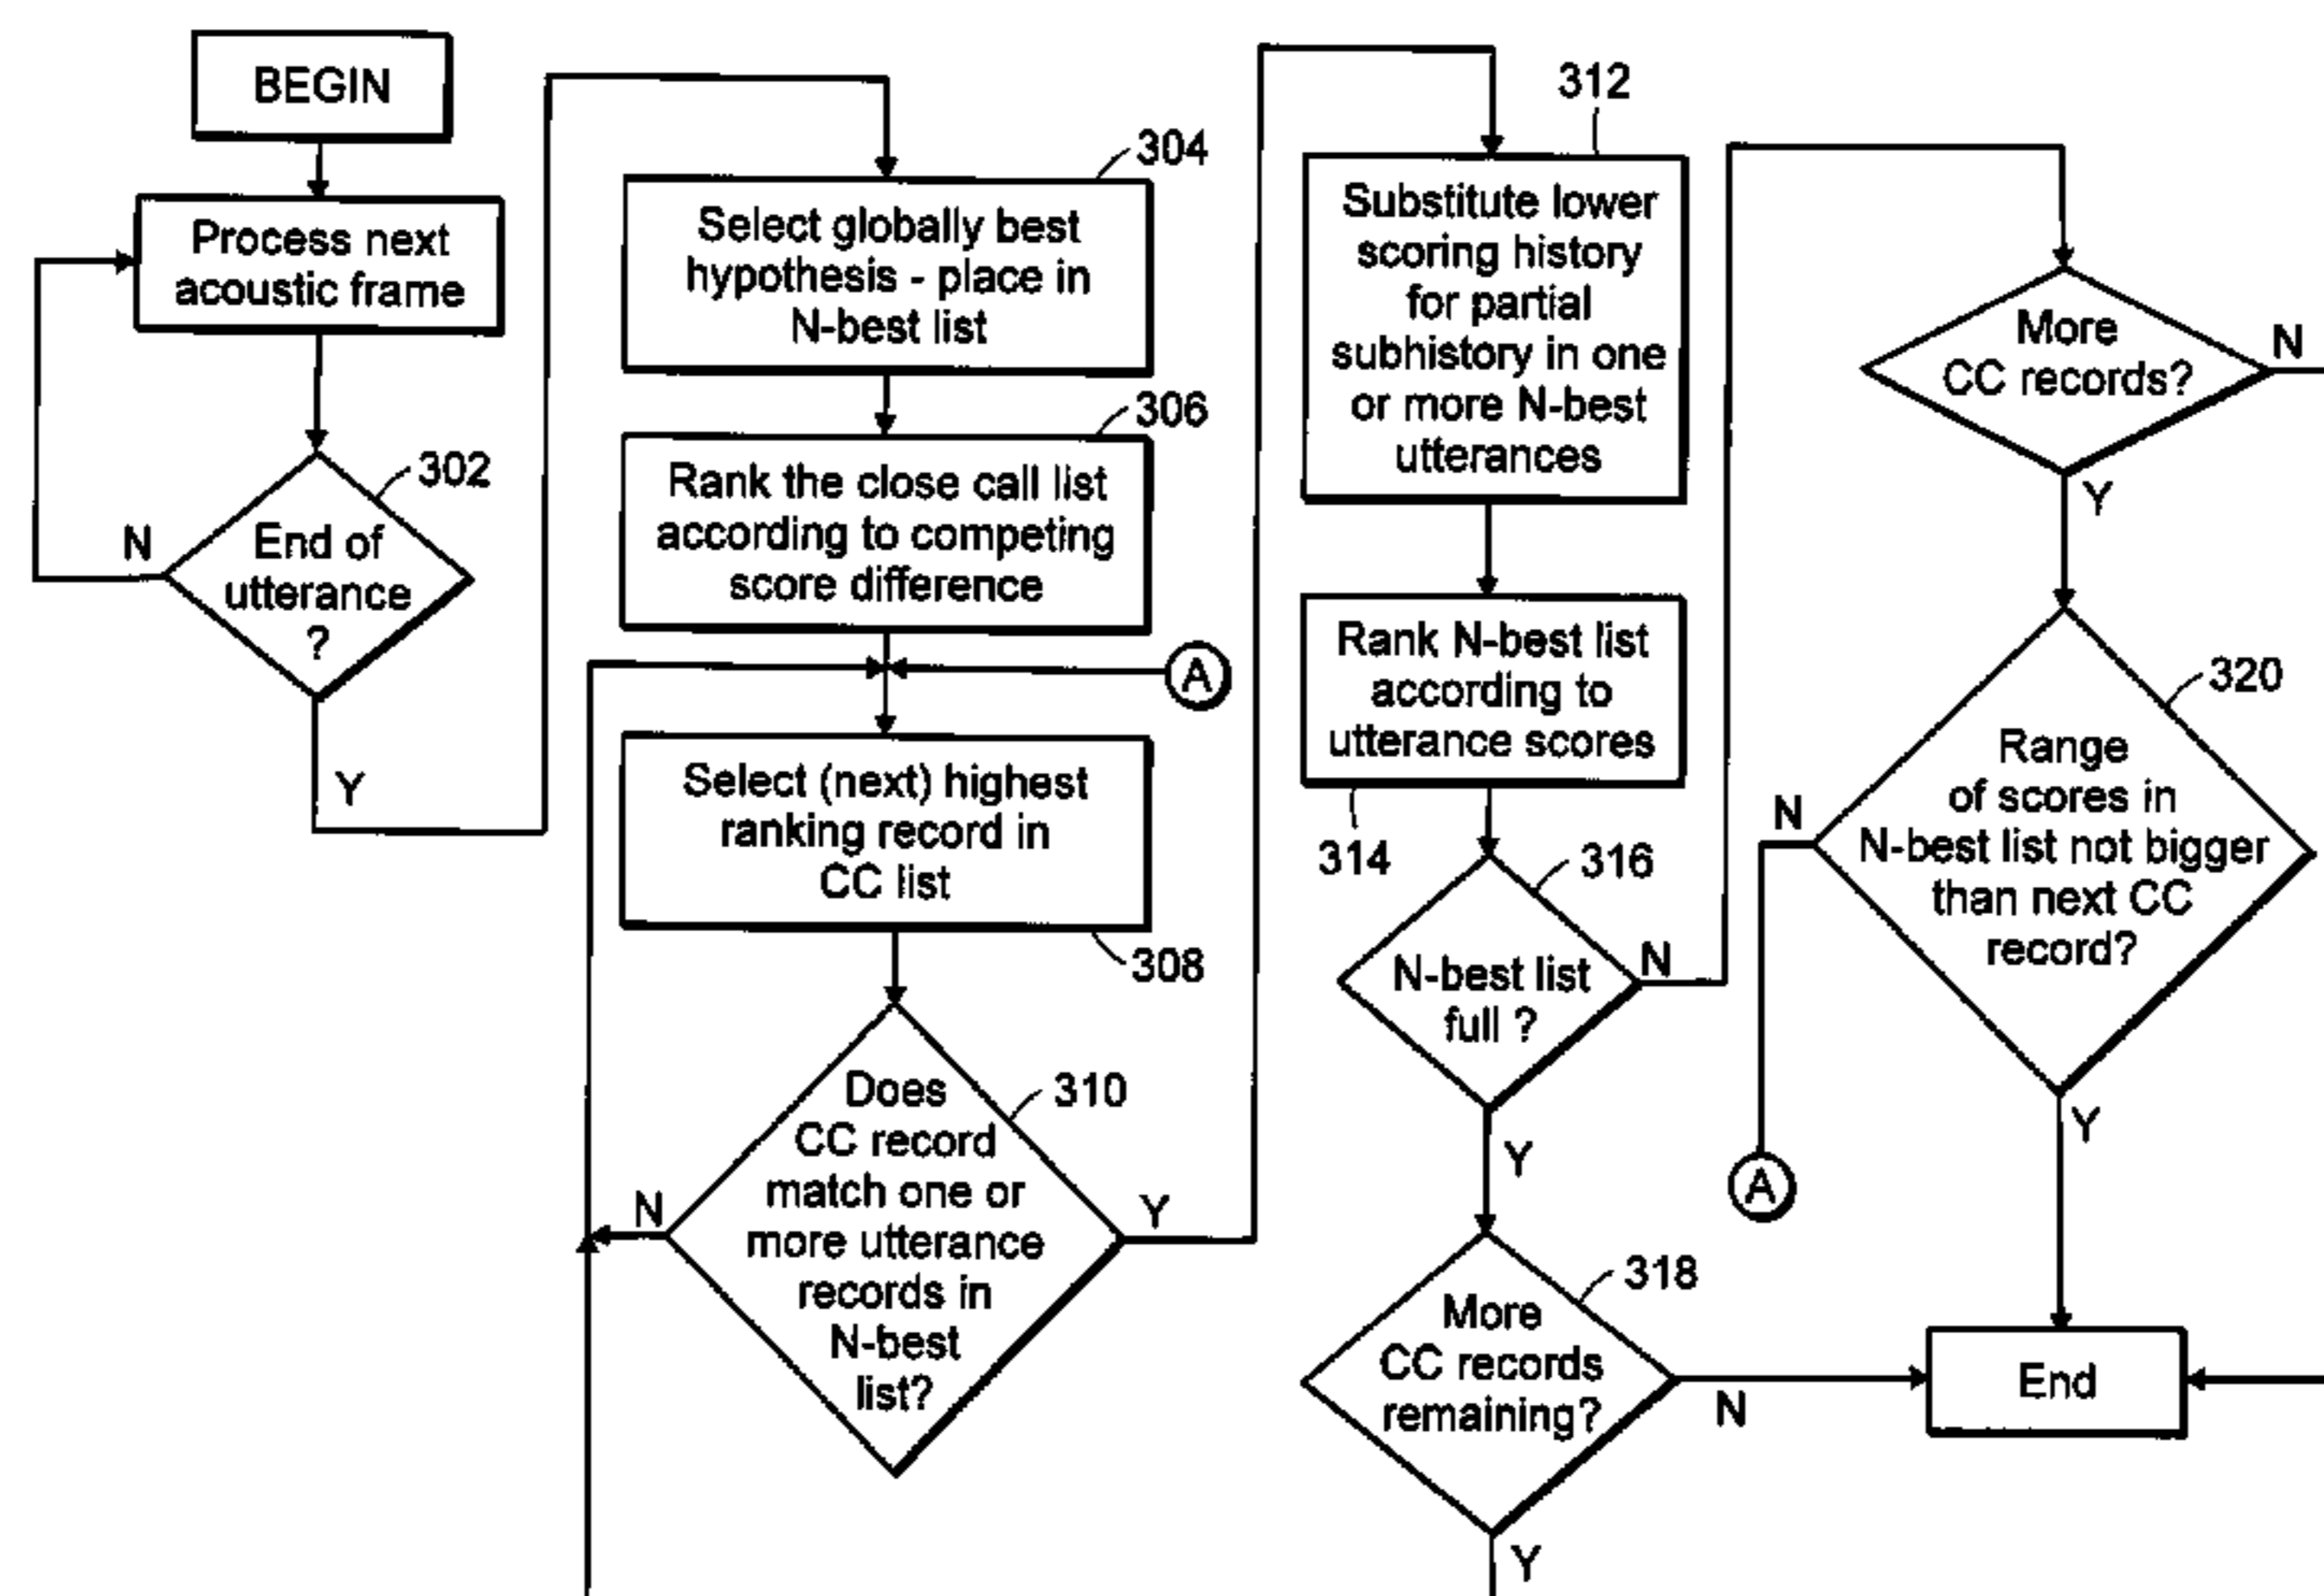 BEGIN
Process next
acoustic frame
302
End of
utterance
?
N
Y
304
Select globally best
hypothesis - place in
N-best list
306
Rank the close call list
according to competing
score difference
A
Select (next) highest
ranking record in
CC list
308
310
Does
CC record
match one or
more utterance
records in
N-best
list?
N
Y
312
Substitute lower
scoring history
for partial
subhistory in one
or more N-best
utterances
Rank N-best list
according to
utterance scores
314
316
N-best list
full ?
N
Y
318
More
CC records
remaining?
N
Y
More
CC records?
N
Y
320
Range
of scores in
N-best list not bigger
than next CC
record?
N
Y
A
End